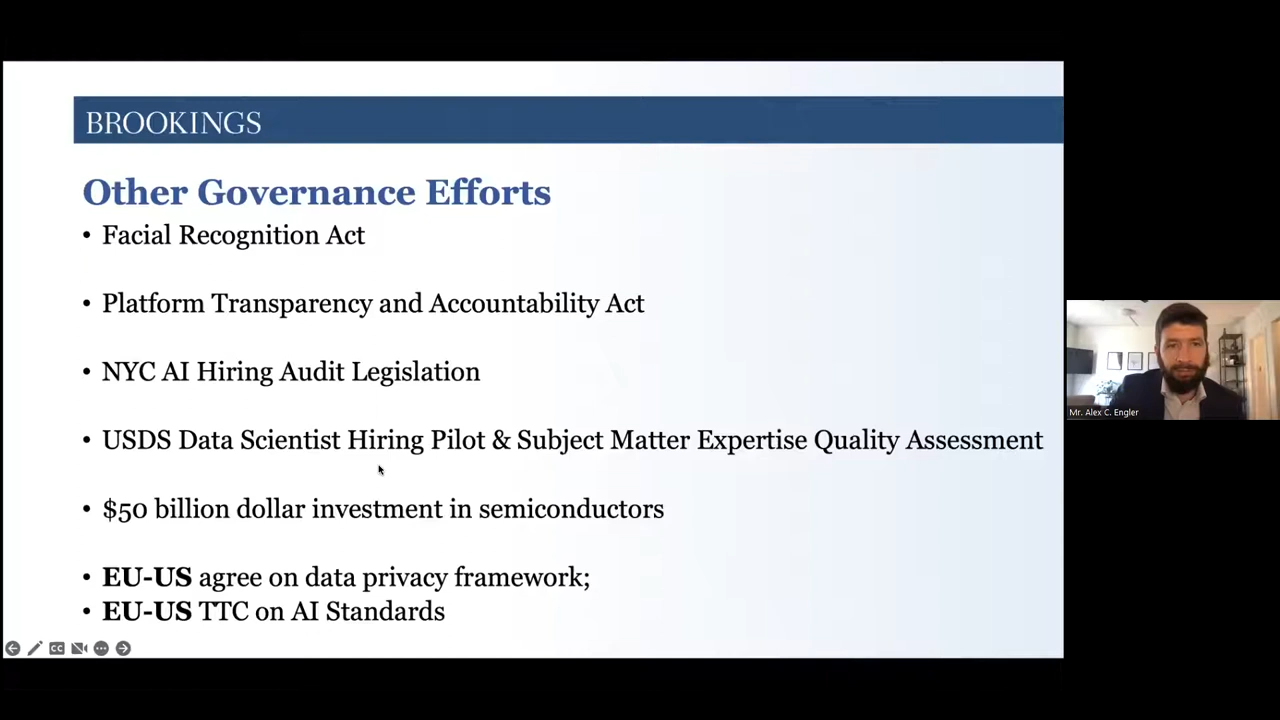 BROOKINGS
Other Governance Efforts
• Facial Recognition Act
• Platform Transparency and Accountability Act
• NYC AI Hiring Audit Legislation
• USDS Data Scientist Hiring Pilot & Subject Matter Expertise Quality Assessment
• $50 billion dollar investment in semiconductors
• EU-US agree on data privacy framework;
• EU-US TTC on AI Standards
CC
Mr. Alex C. Engler